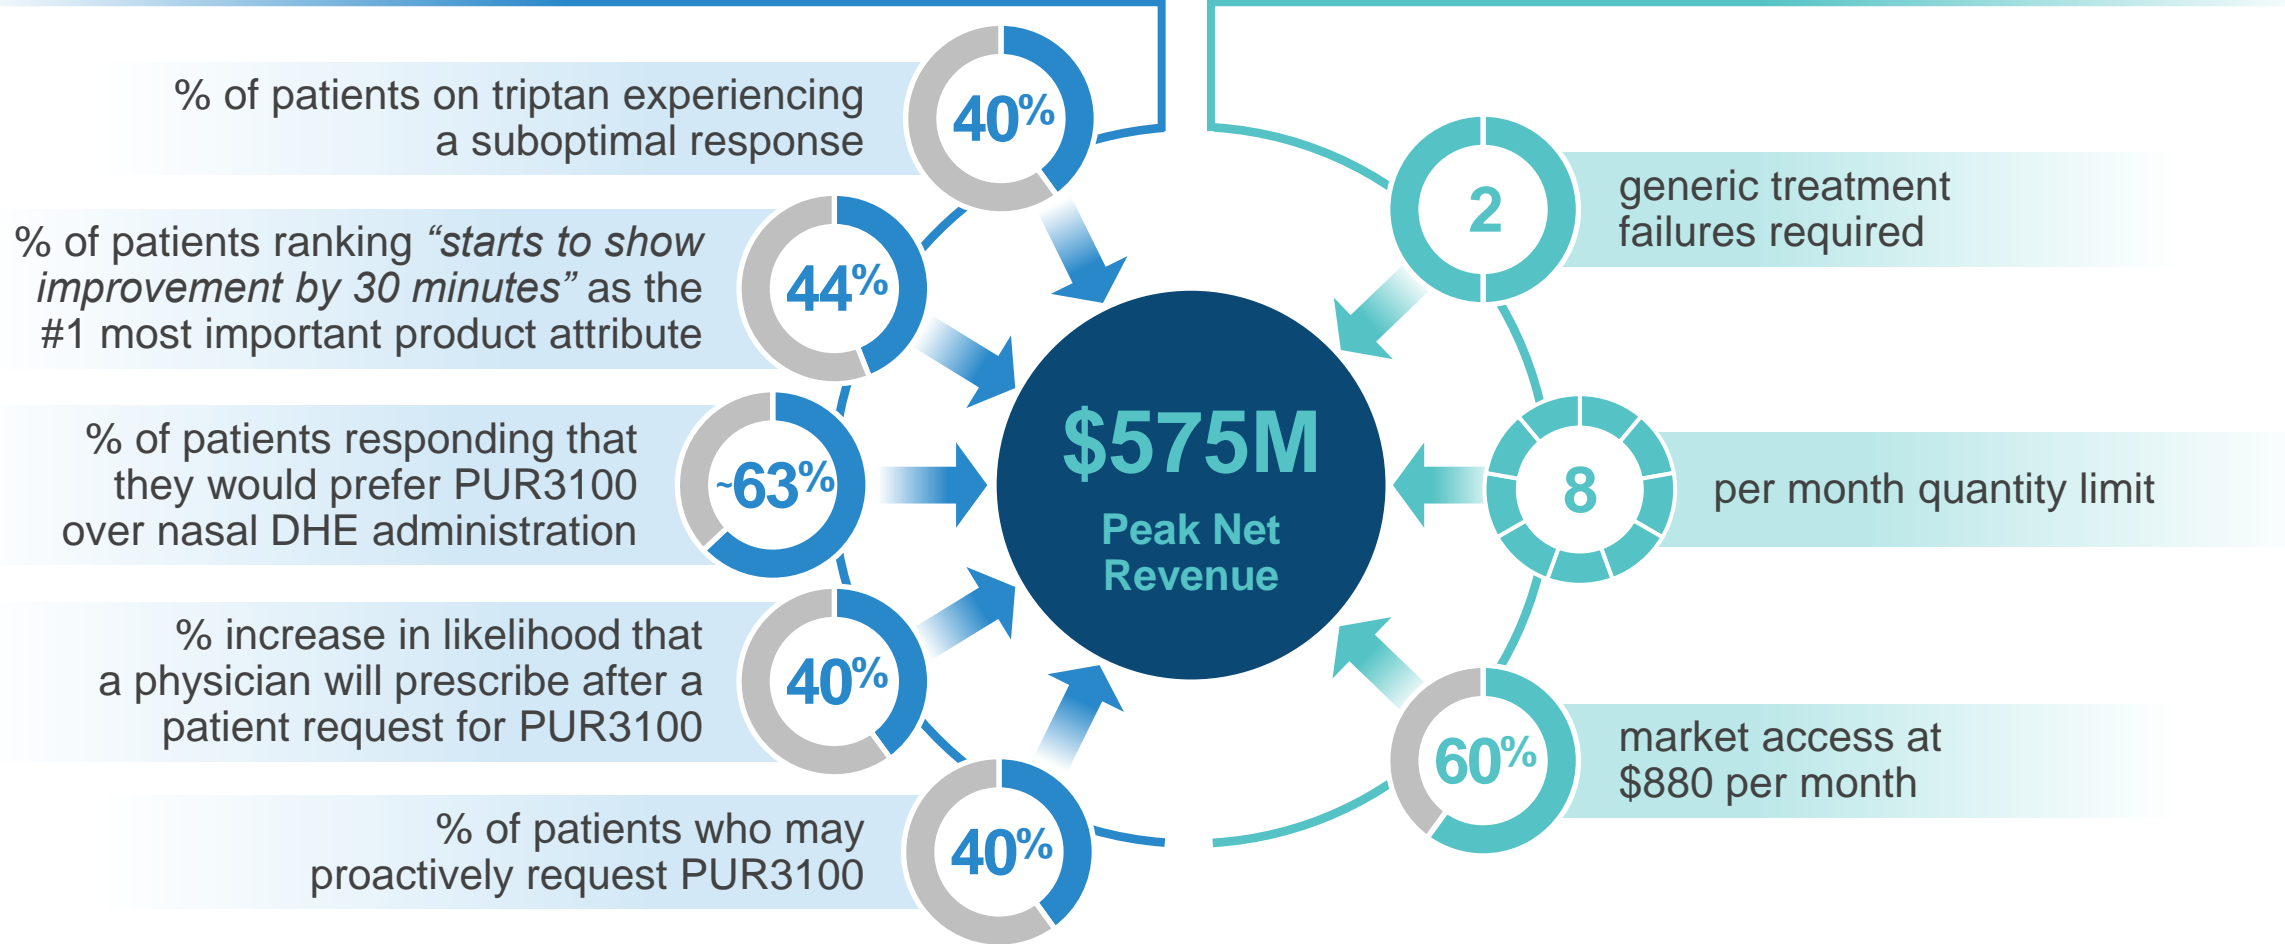 % of patients on triptan experiencing
a suboptimal response
40%
% of patients ranking “starts to show
improvement by 30 minutes” as the
#1 most important product attribute
44%
% of patients responding that
they would prefer PUR3100
over nasal DHE administration
~63%
% increase in likelihood that
a physician will prescribe after a
patient request for PUR3100
40%
% of patients who may
proactively request PUR3100
40%
$575M
Peak Net
Revenue
2
generic treatment
failures required
8
per month quantity limit
60%
market access at
$880 per month